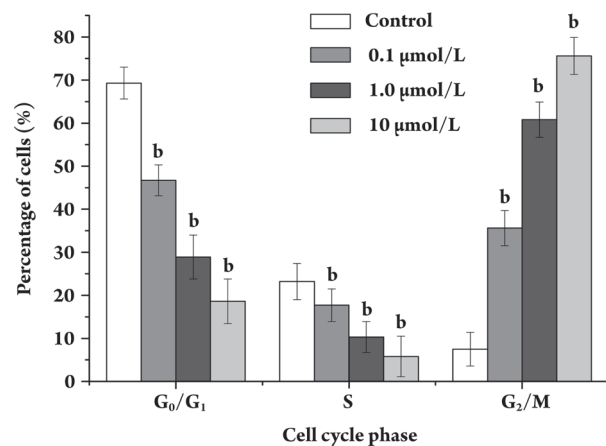 Control
0.1 μmol/L
1.0 μmol/L
10 μmol/L
Percentage of cells (%)
80
70
60
50
40
30
20
10
0
b
b
b
b
b
b
b
b
b
G₀/G₁
S
G₂/M
Cell cycle phase